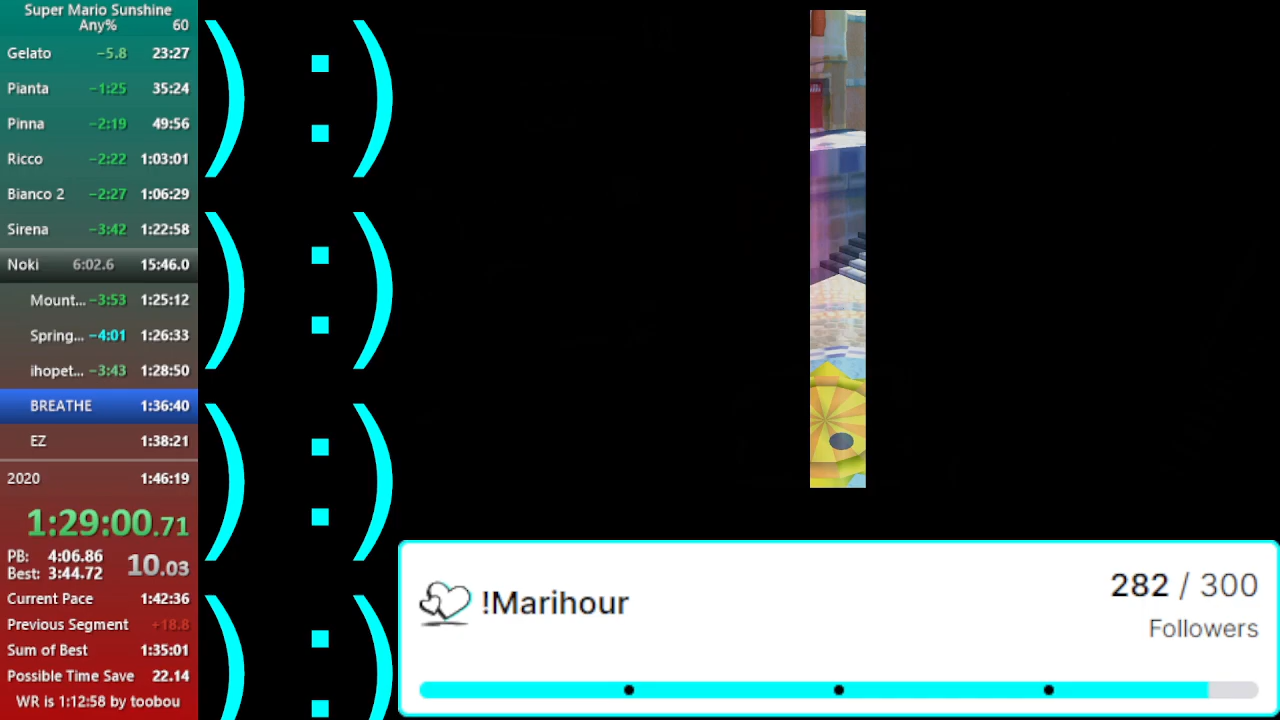 Super Mario Sunshine
Any% 60
Gelato −5.8 23:27
Pianta −1:25 35:24
Pinna −2:19 49:56
Ricco −2:22 1:03:01
Bianco 2 −2:27 1:06:29
Sirena −3:42 1:22:58
Noki 6:02.6 15:46.0
Mount... −3:53 1:25:12
Spring... −4:01 1:26:33
ihopet... −3:43 1:28:50
BREATHE 1:36:40
EZ 1:38:21
2020 1:46:19
1:29:00.71
PB: 4:06.86
Best: 3:44.72
10.03
Current Pace 1:42:36
Previous Segment +18.8
Sum of Best 1:35:01
Possible Time Save 22.14
WR is 1:12:58 by toobou
) :)
) :)
) :)
) :)
!Marihour
282 / 300
Followers